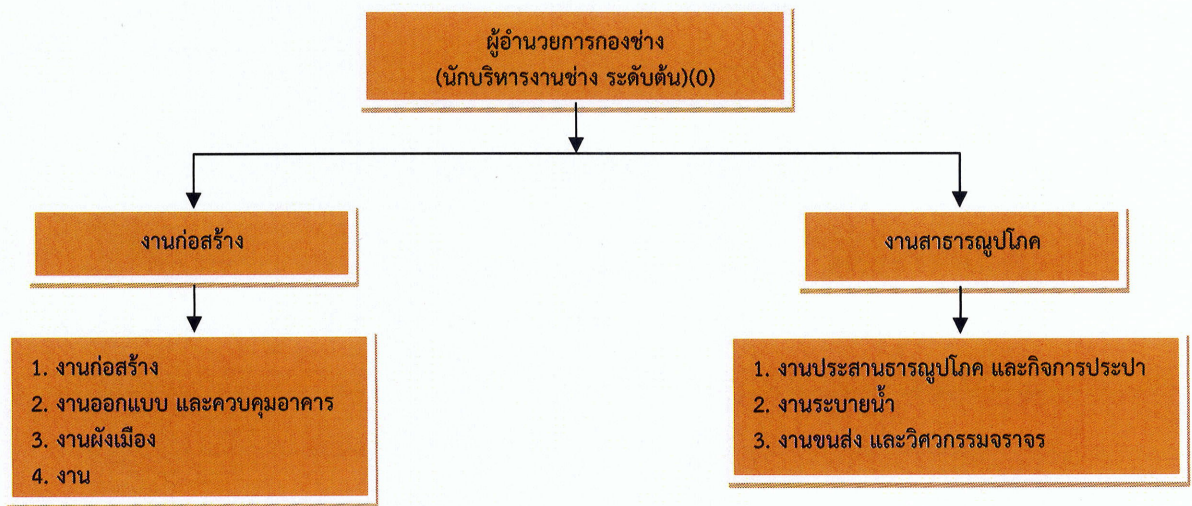 ผู้อำนวยการกองช่าง
(นักบริหารงานช่าง ระดับต้น)(0)
งานก่อสร้าง
งานสาธารณูปโภค
1. งานก่อสร้าง
2. งานออกแบบ และควบคุมอาคาร
3. งานผังเมือง
4. งาน
1. งานประสานธารณูปโภค และกิจการประปา
2. งานระบายน้ำ
3. งานขนส่ง และวิศวกรรมจราจร